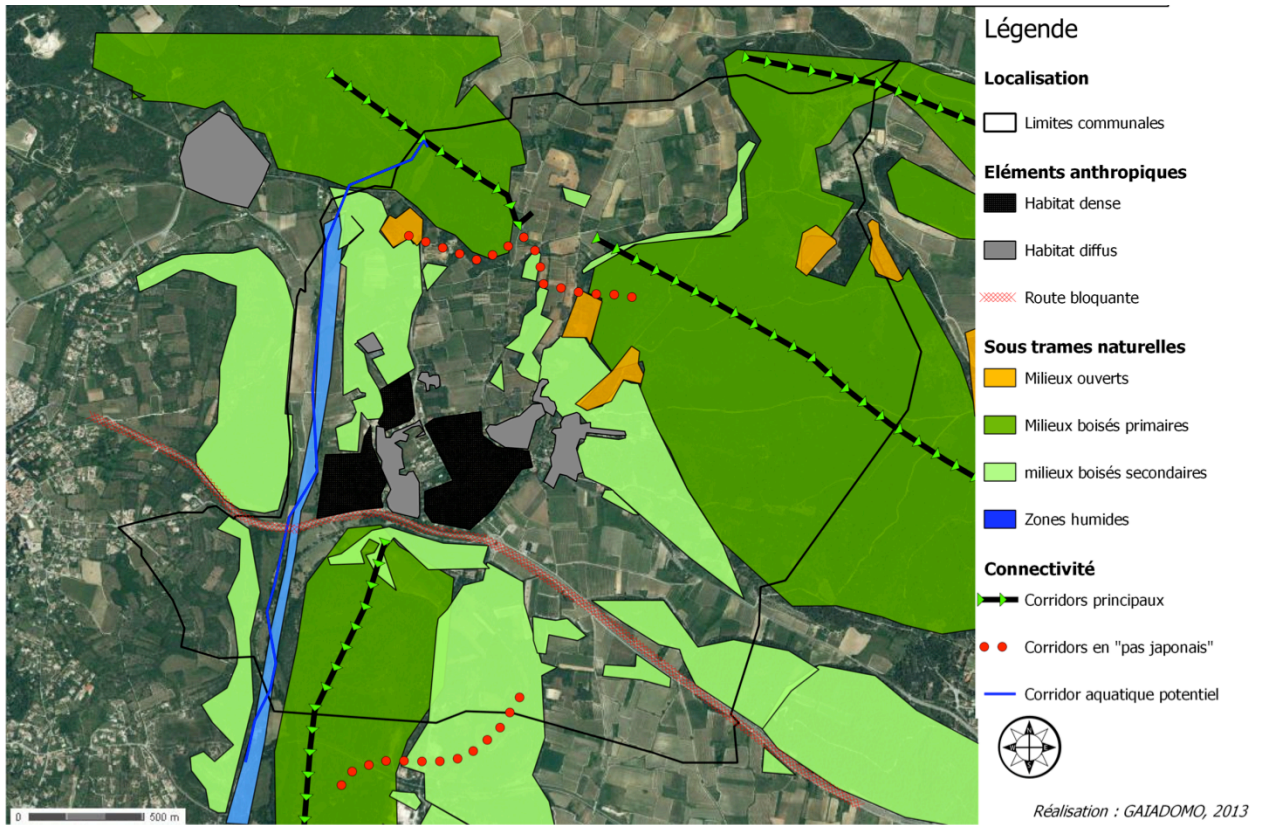 Légende
Localisation
Limites communales
Eléments anthropiques
Habitat dense
Habitat diffus
Route bloquante
Sous trames naturelles
Milieux ouverts
Milieux boisés primaires
milieux boisés secondaires
Zones humides
Connectivité
Corridors principaux
Corridors en "pas japonais"
Corridor aquatique potentiel
0 500 m
Réalisation : GAIADOMO, 2013